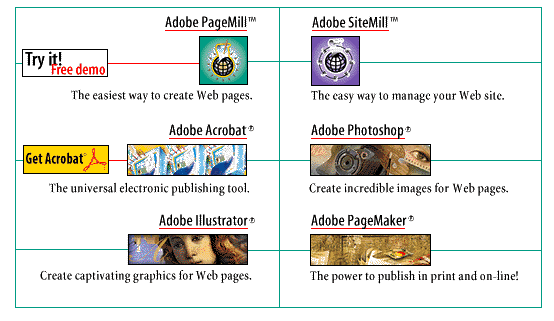 Adobe PageMill™
Adobe SiteMill™
Try it!
Free demo
The easiest way to create Web pages.
The easy way to manage your Web site.
Adobe Acrobat®
Adobe Photoshop®
Get Acrobat
The universal electronic publishing tool.
Create incredible images for Web pages.
Adobe Illustrator®
Adobe PageMaker®
Create captivating graphics for Web pages.
The power to publish in print and on-line!